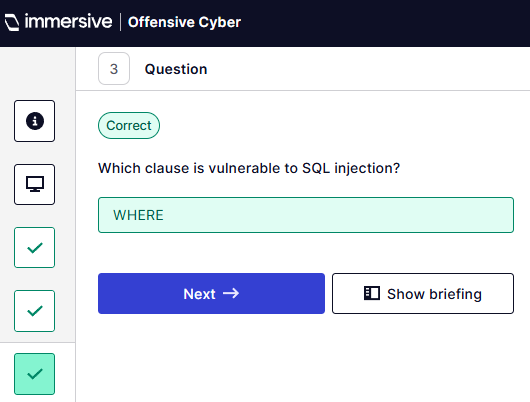 immersive | Offensive Cyber
3 Question
Correct
Which clause is vulnerable to SQL injection?
WHERE
Next →
Show briefing